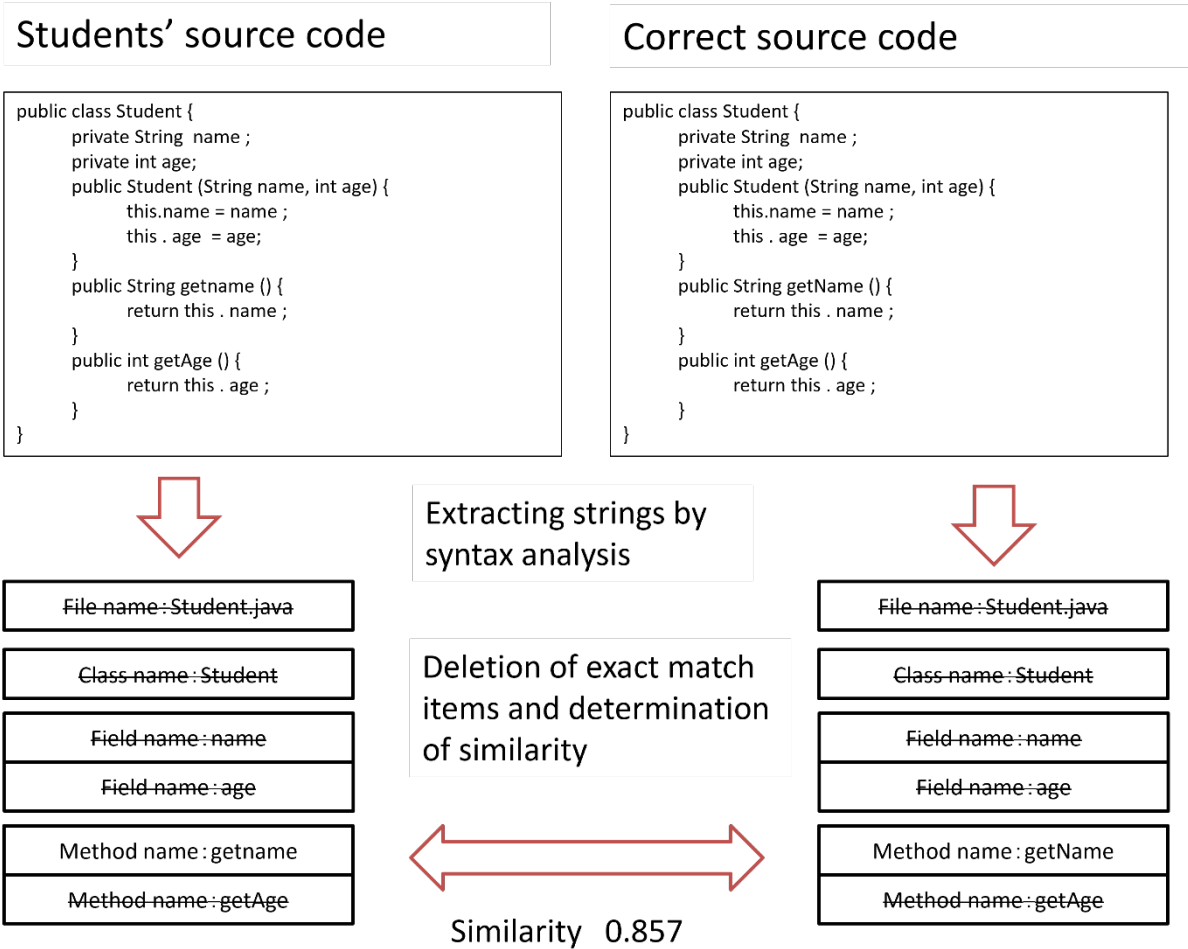 Students’ source code
public class Student {
private String  name ;
private int age;
public Student (String name, int age) {
this.name = name ;
this . age  = age;
}
public String getname () {
return this . name ;
}
public int getAge () {
return this . age ;
}
}
Correct source code
public class Student {
private String  name ;
private int age;
public Student (String name, int age) {
this.name = name ;
this . age  = age;
}
public String getName () {
return this . name ;
}
public int getAge () {
return this . age ;
}
}
Extracting strings by
syntax analysis
File name：Student.java
Class name：Student
Field name：name
Field name：age
Method name：getname
Method name：getAge
Deletion of exact match
items and determination
of similarity
Similarity   0.857
File name：Student.java
Class name：Student
Field name：name
Field name：age
Method name：getName
Method name：getAge